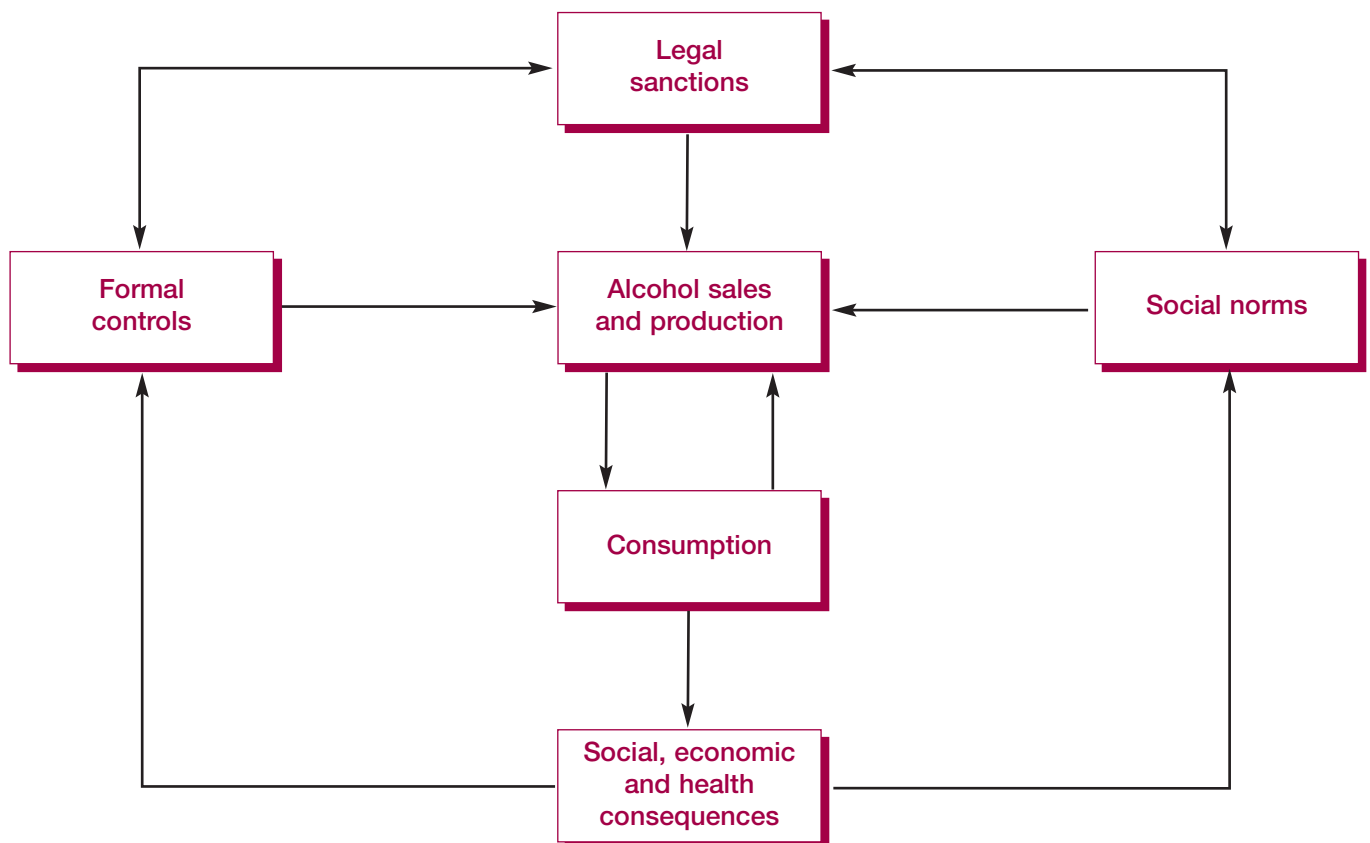 Legal
sanctions
Formal
controls
Alcohol sales
and production
Social norms
Consumption
Social, economic
and health
consequences